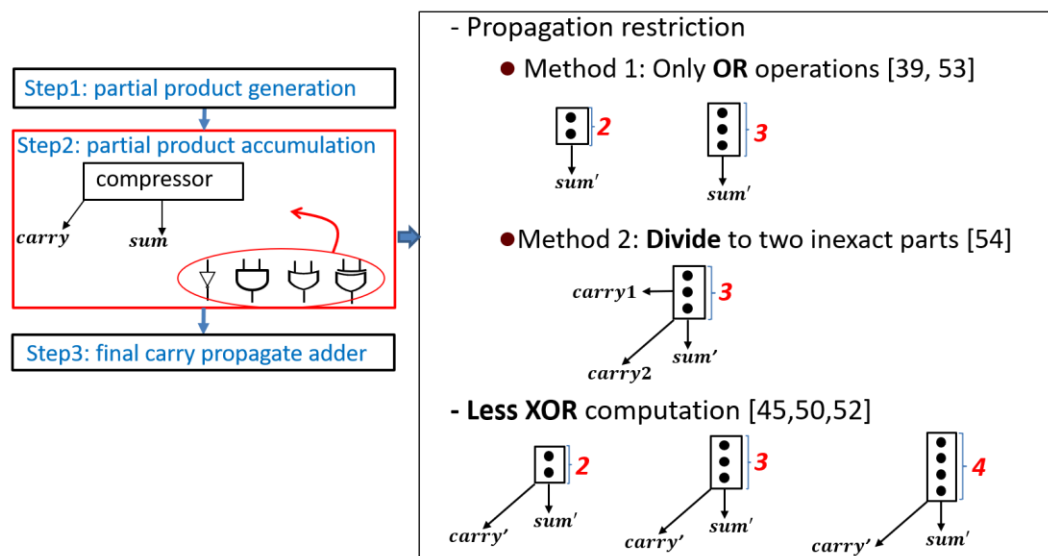 Step1: partial product generation
Step2: partial product accumulation
compressor
carry
sum
Step3: final carry propagate adder
- Propagation restriction
● Method 1: Only OR operations [39, 53]
2
3
sum′
sum′
●Method 2: Divide to two inexact parts [54]
carry1
3
sum′
carry2
- Less XOR computation [45,50,52]
2
3
4
carry′
sum′
carry′
sum′
carry′
sum′